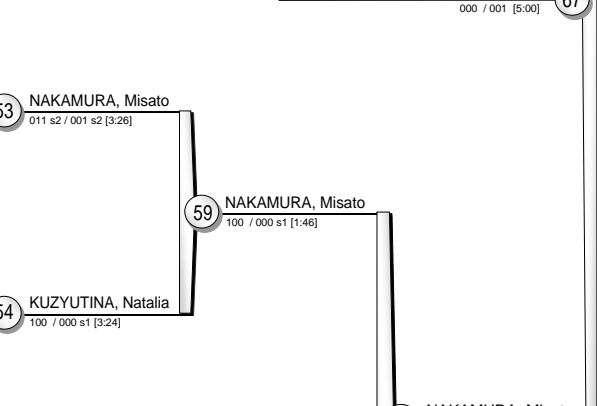 000 / 001 [5:00]
67
53
NAKAMURA, Misato
011 s2 / 001 s2 [3:26]
59
NAKAMURA, Misato
100 / 000 s1 [1:46]
54
KUZYUTINA, Natalia
100 / 000 s1 [3:24]